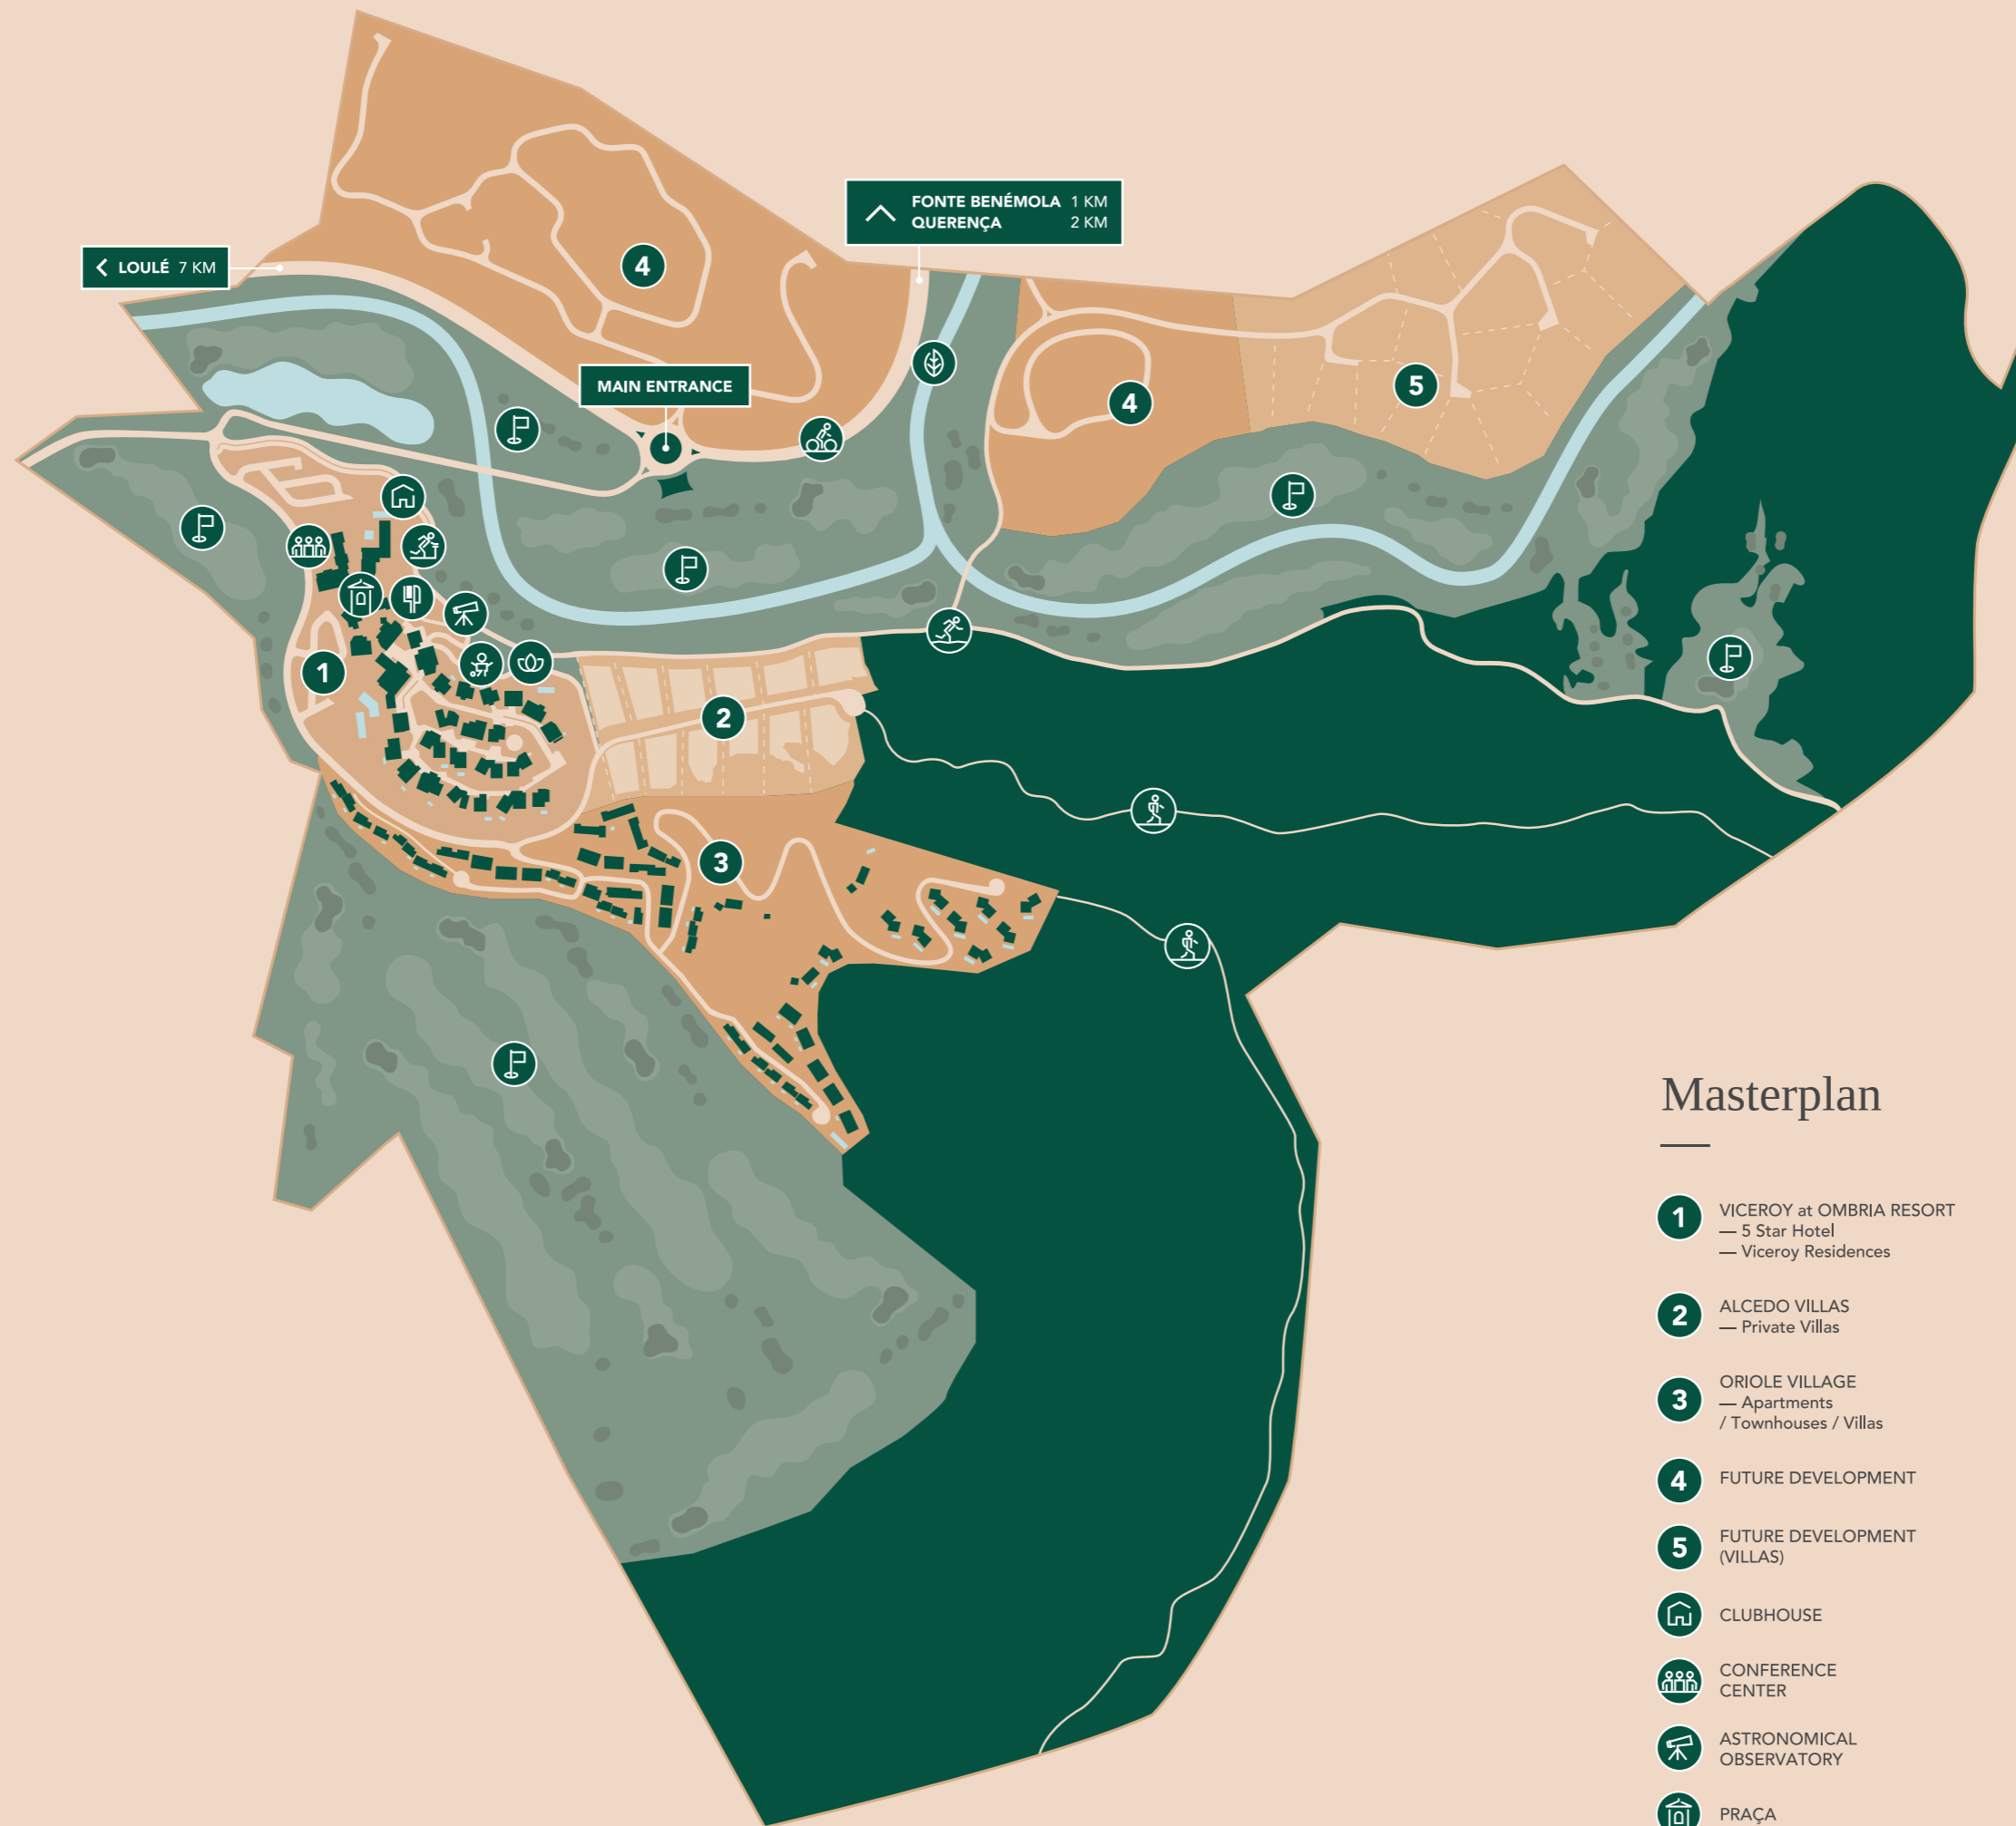 FONTE BENÉMOLA 1 KM
QUERENÇA 2 KM
LOULÉ 7 KM
4
MAIN ENTRANCE
4
5
1
2
3
Masterplan
1 VICEROY at OMBRIA RESORT
— 5 Star Hotel
— Viceroy Residences
2 ALCEDO VILLAS
— Private Villas
3 ORIOLE VILLAGE
— Apartments
/ Townhouses / Villas
4 FUTURE DEVELOPMENT
5 FUTURE DEVELOPMENT
(VILLAS)
CLUBHOUSE
CONFERENCE
CENTER
ASTRONOMICAL
OBSERVATORY
PRAÇA